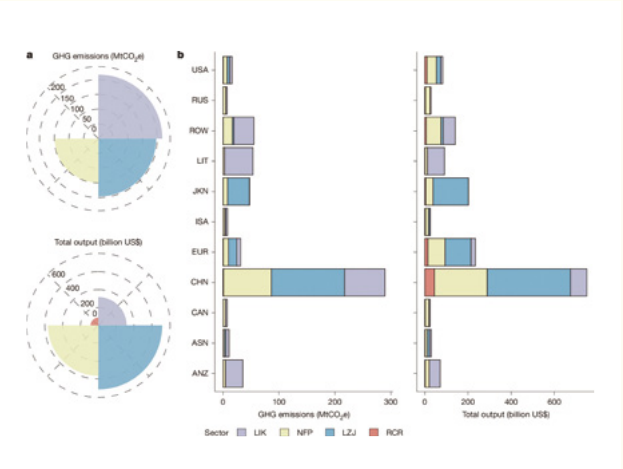 a
GHG emissions (MtCO2e)
200
150
100
50
0
Total output (billion US$)
600
400
200
0
b
USA
RUS
ROW
LIT
JKN
ISA
EUR
CHN
CAN
ASN
ANZ
0 100 200 300
GHG emissions (MtCO2e)
0 200 400 600
Total output (billion US$)
Sector LIK NFP LZJ RCR